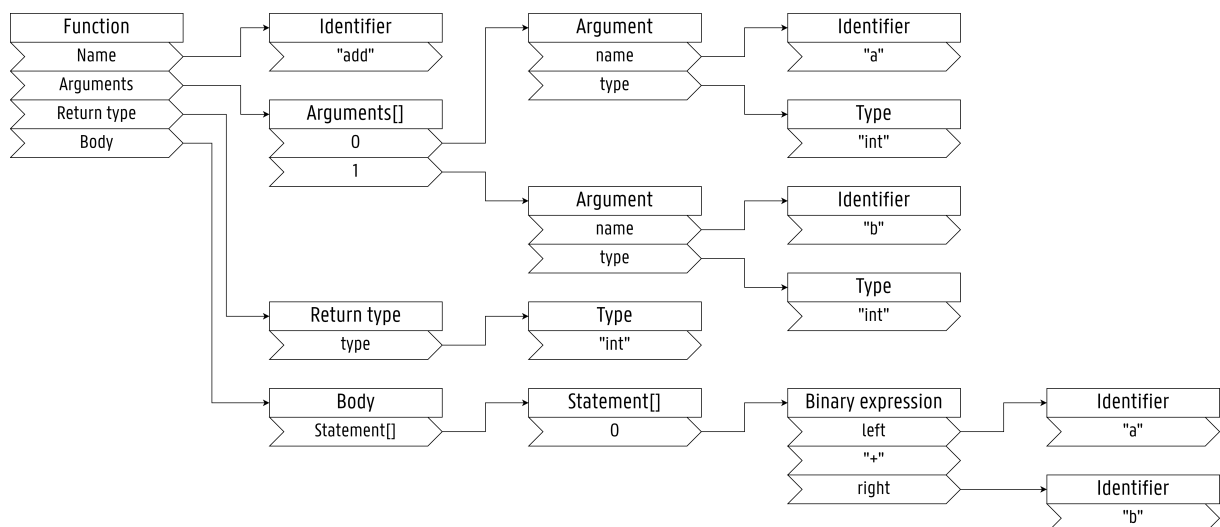 Function
Name
Arguments
Return type
Body
Identifier
"add"
Arguments[]
0
1
Argument
name
type
Identifier
"a"
Type
"int"
Argument
name
type
Identifier
"b"
Type
"int"
Return type
type
Type
"int"
Body
Statement[]
Statement[]
0
Binary expression
left
"+"
right
Identifier
"a"
Identifier
"b"